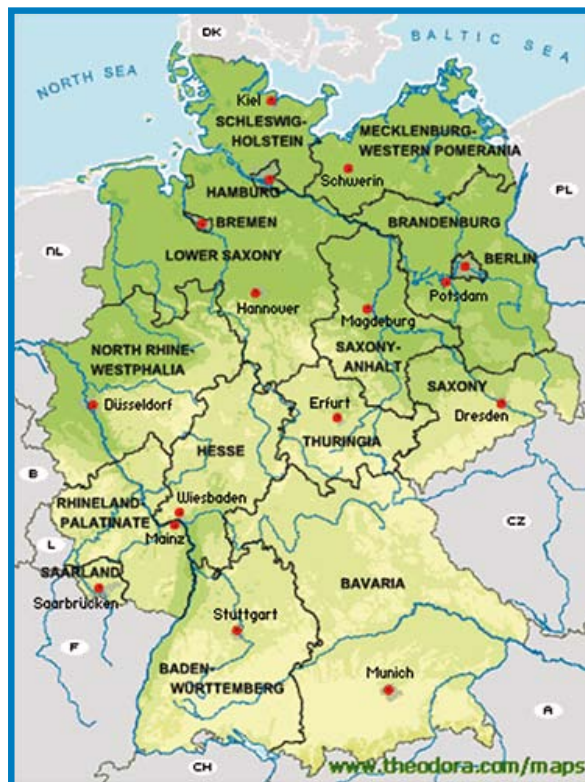 DK
BALTIC SEA
NORTH SEA
Kiel
SCHLESWIG-
HOLSTEIN
MECKLENBURG-
WESTERN POMERANIA
Schwerin
HAMBURG
PL
BREMEN
BRANDENBURG
NL
LOWER SAXONY
BERLIN
Potsdam
Hannover
Magdeburg
SAXONY-
ANHALT
NORTH RHINE-
WESTPHALIA
SAXONY
Düsseldorf
Erfurt
Dresden
THURINGIA
HESSE
B
RHINELAND-
PALATINATE
Wiesbaden
Mainz
CZ
L
SAARLAND
Saarbrücken
BAVARIA
Stuttgart
F
BADEN-
WÜRTTEMBERG
Munich
A
CH
www.theodora.com/maps